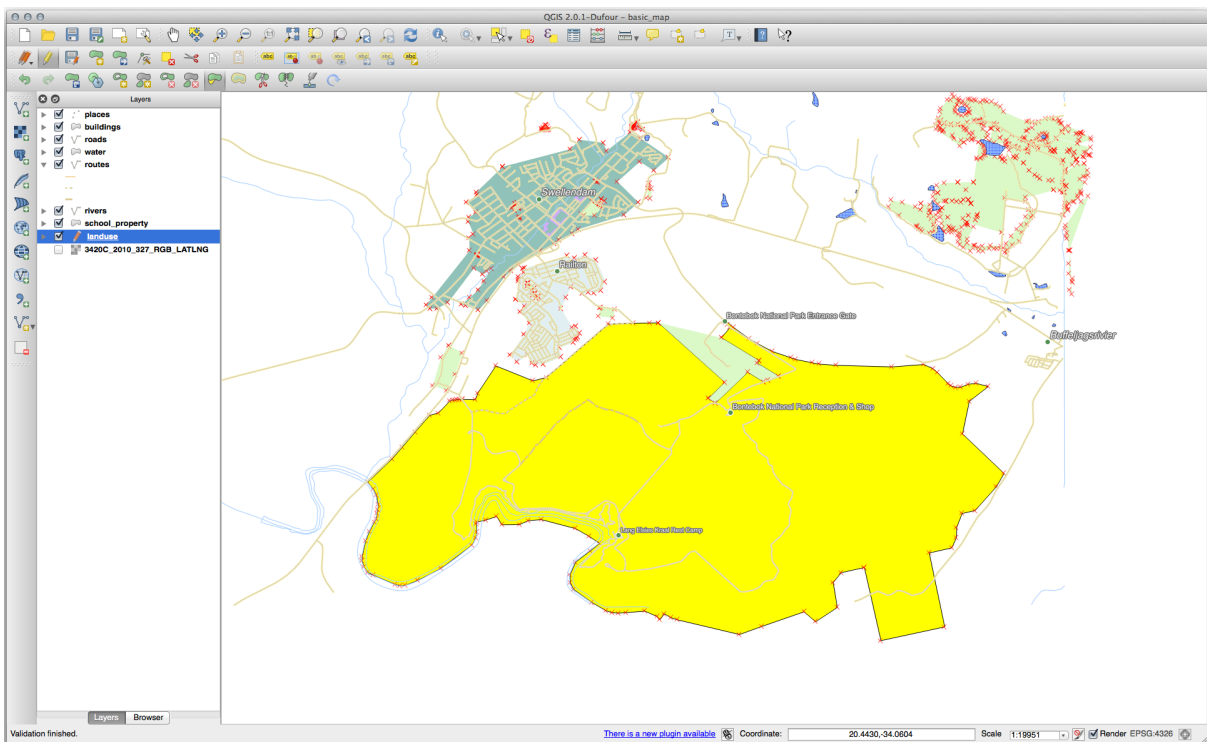 QGIS 2.0.1-Dufour - basic_map
Layers
places
buildings
roads
water
routes
rivers
school_property
landuse
3420C_2010_327_RGB_LATLNG
Swellendam
Railton
Bontebok National Park Entrance Gate
Buffeljagsrivier
Bontebok National Park Reception & Shop
Lang Elsies Kraal Rest Camp
Layers Browser
Validation finished. There is a new plugin available Coordinate: 20.4430,-34.0604 Scale 1:19951 Render EPSG:4326